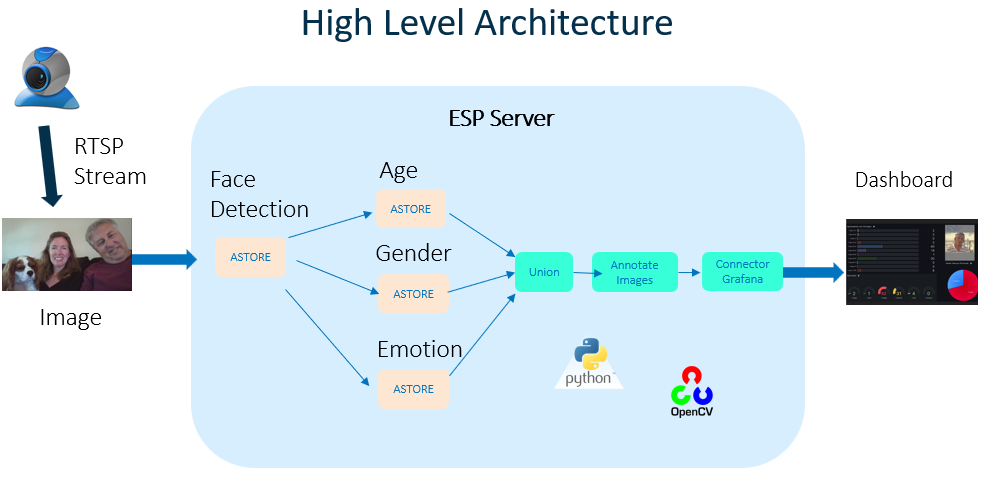 High Level Architecture
ESP Server
RTSP
Stream
Image
Face
Detection
ASTORE
Age
ASTORE
Gender
ASTORE
Emotion
ASTORE
Union
Annotate
Images
Connector
Grafana
python
OpenCV
Dashboard